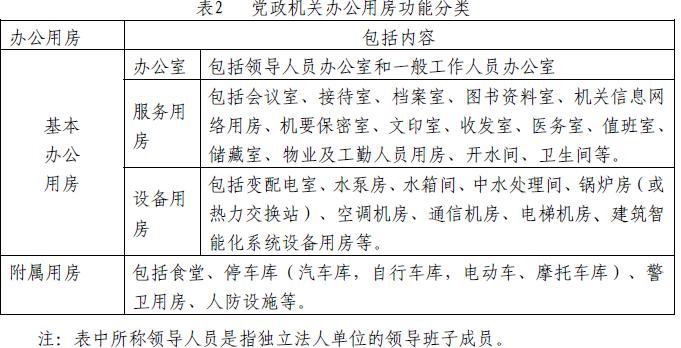 表2 党政机关办公用房功能分类
办公用房 包括内容
基本
办公
用房
办公室 包括领导人员办公室和一般工作人员办公室
服务用
房
包括会议室、接待室、档案室、图书资料室、机关信息网
络用房、机要保密室、文印室、收发室、医务室、值班室、
储藏室、物业及工勤人员用房、开水间、卫生间等。
设备用
房
包括变配电室、水泵房、水箱间、中水处理间、锅炉房（或
热力交换站）、空调机房、通信机房、电梯机房、建筑智
能化系统设备用房等。
附属用房 包括食堂、停车库（汽车库，自行车库，电动车、摩托车库）、警
卫用房、人防设施等。
注：表中所称领导人员是指独立法人单位的领导班子成员。